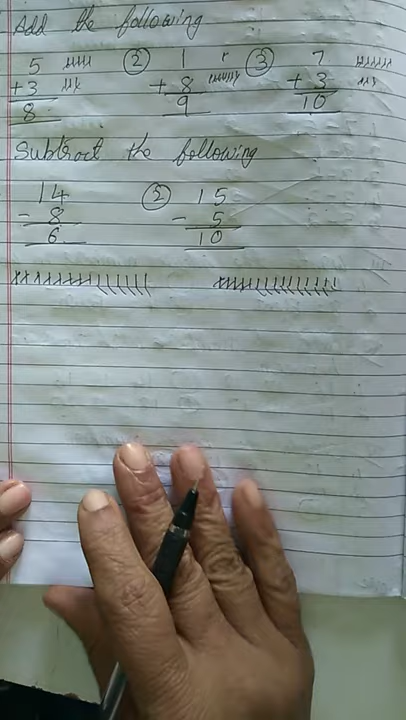 Add the following
5 ② 1 ③ 7
+3 + 8 + 3
8 9 10
Subtract the following
14 ② 15
- 8 - 5
6 10